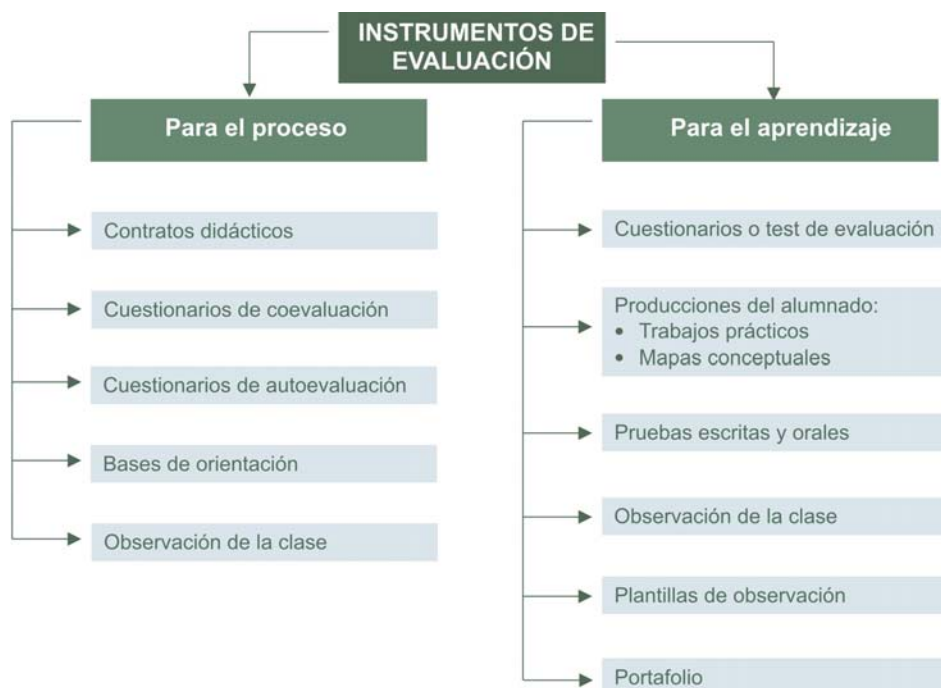 INSTRUMENTOS DE
EVALUACIÓN
Para el proceso
Contratos didácticos
Cuestionarios de coevaluación
Cuestionarios de autoevaluación
Bases de orientación
Observación de la clase
Para el aprendizaje
Cuestionarios o test de evaluación
Producciones del alumnado:
• Trabajos prácticos
• Mapas conceptuales
Pruebas escritas y orales
Observación de la clase
Plantillas de observación
Portafolio